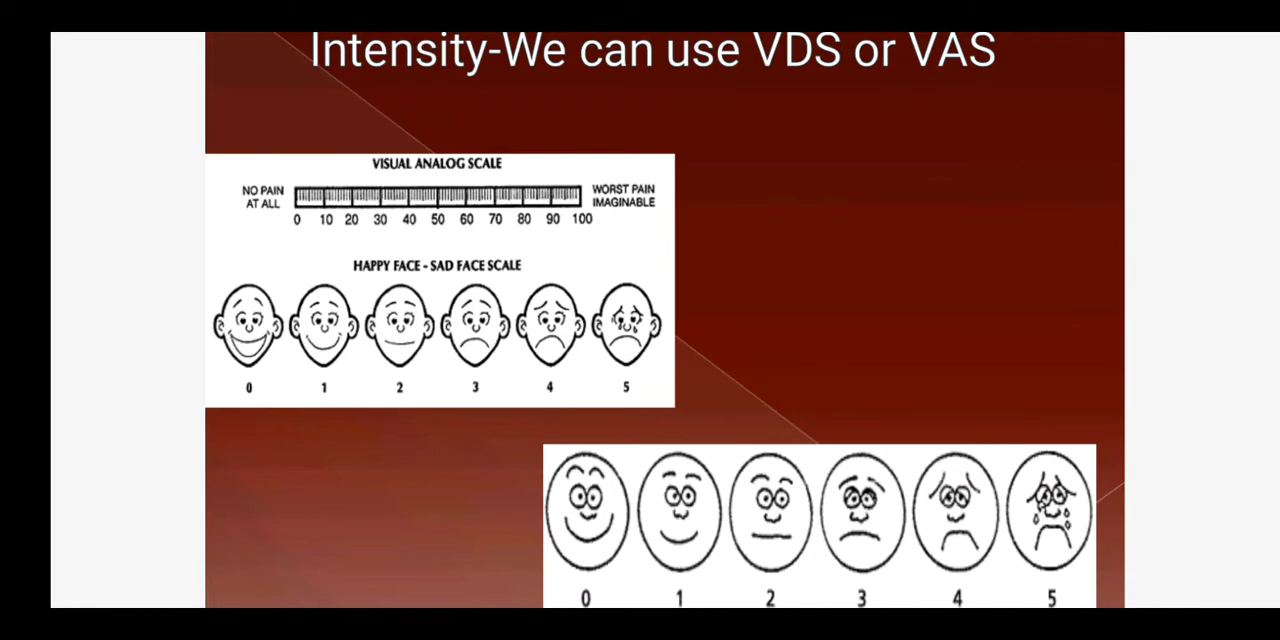 Intensity-We can use VDS or VAS
VISUAL ANALOG SCALE
NO PAIN
AT ALL
WORST PAIN
IMAGINABLE
0 10 20 30 40 50 60 70 80 90 100
HAPPY FACE - SAD FACE SCALE
0 1 2 3 4 5
0 1 2 3 4 5